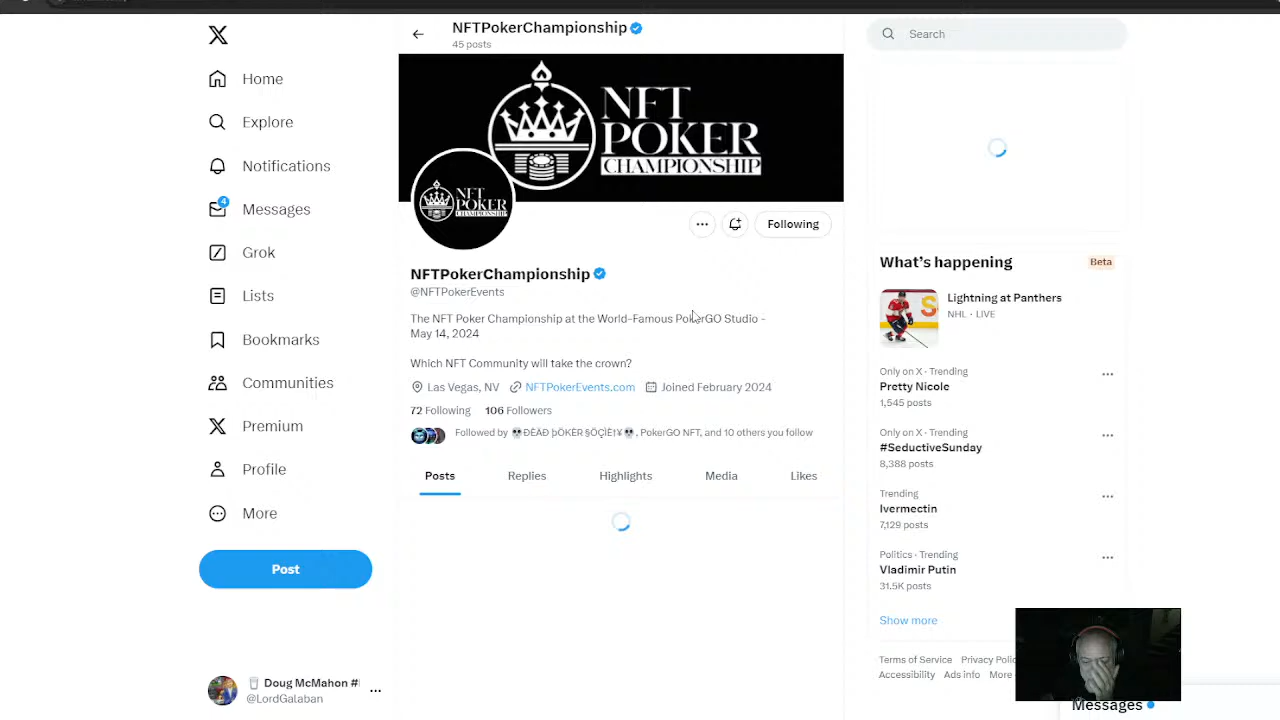 NFTPokerChampionship
45 posts
Search
Home
Explore
Notifications
4
Messages
Grok
Lists
Bookmarks
Communities
Premium
Profile
More
Post
Doug McMahon #
@LordGalaban
NFT
POKER
CHAMPIONSHIP
NFT
POKER
CHAMPIONSHIP
Following
NFTPokerChampionship
@NFTPokerEvents
The NFT Poker Championship at the World-Famous PokerGO Studio -
May 14, 2024
Which NFT Community will take the crown?
Las Vegas, NV NFTPokerEvents.com Joined February 2024
72 Following 106 Followers
Followed by 💀ÐÈÄÐ þÖKÈR §ÖÇÌÈ†¥💀, PokerGO NFT, and 10 others you follow
Posts Replies Highlights Media Likes
What's happening
Beta
Lightning at Panthers
NHL · LIVE
Only on X · Trending
Pretty Nicole
1,545 posts
Only on X · Trending
#SeductiveSunday
8,388 posts
Trending
Ivermectin
7,129 posts
Politics · Trending
Vladimir Putin
31.5K posts
Show more
Terms of Service Privacy
Accessibility Ads info More
Messages